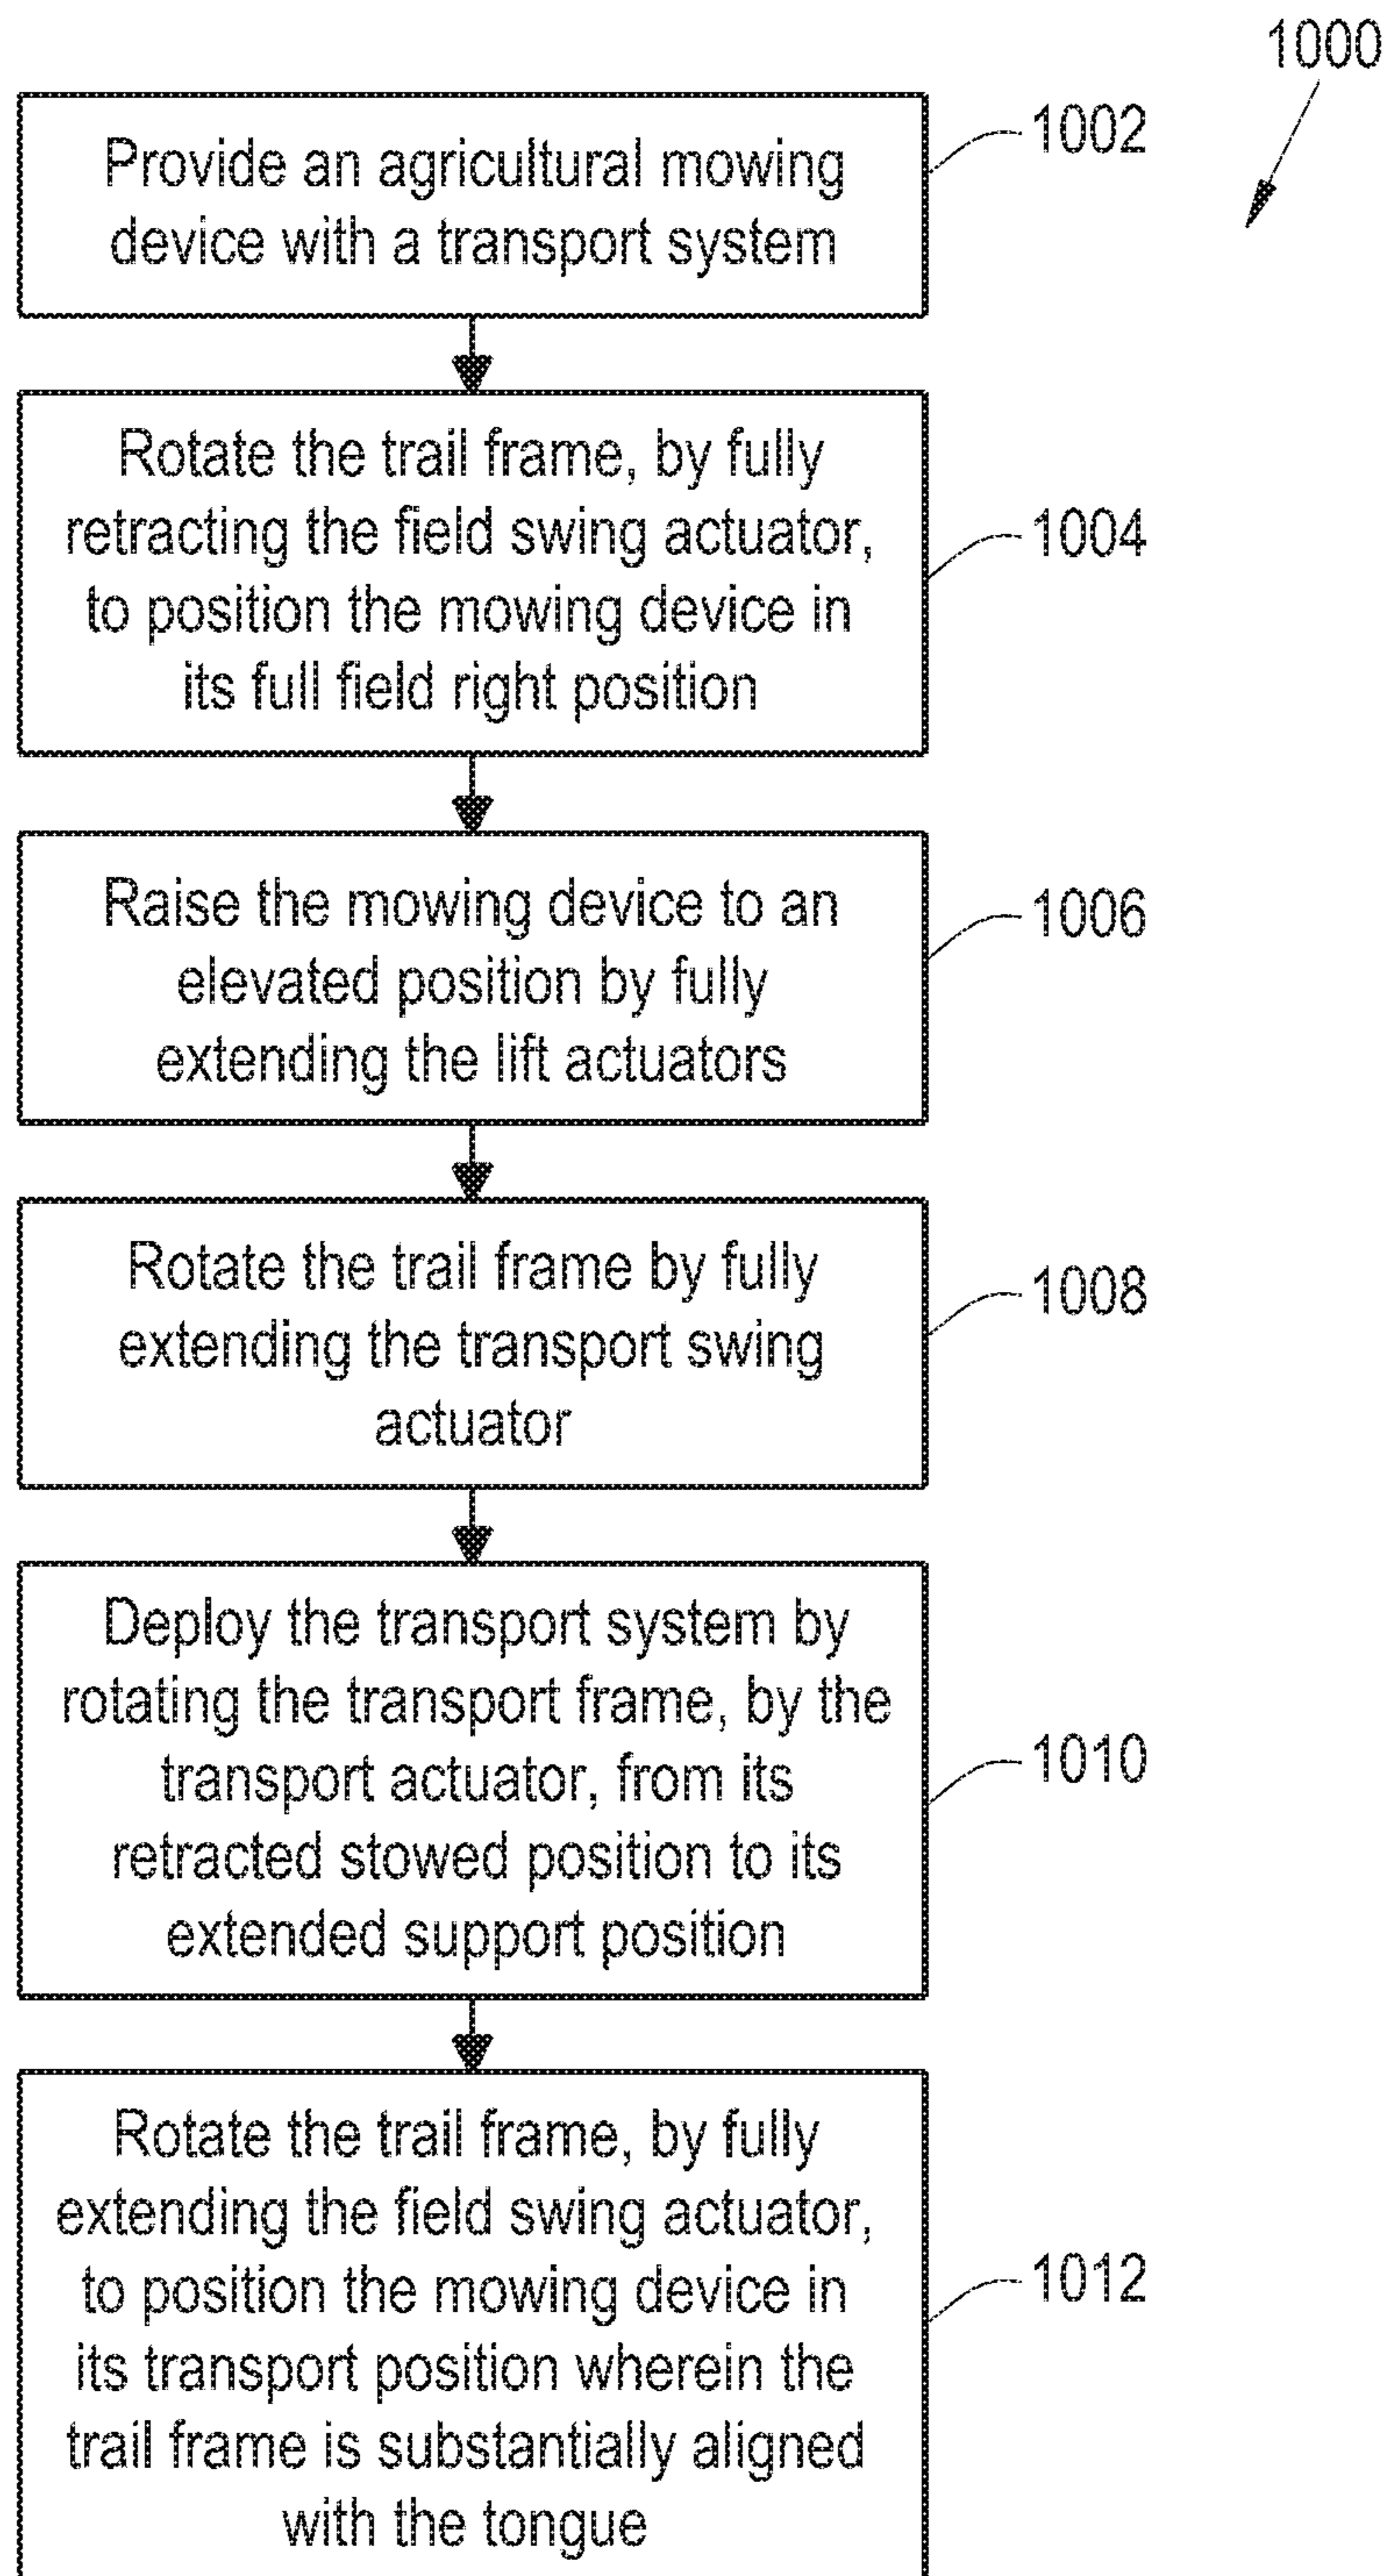 1000
Provide an agricultural mowing
device with a transport system
1002
Rotate the trail frame, by fully
retracting the field swing actuator,
to position the mowing device in
its full field right position
1004
Raise the mowing device to an
elevated position by fully
extending the lift actuators
1006
Rotate the trail frame by fully
extending the transport swing
actuator
1008
Deploy the transport system by
rotating the transport frame, by the
transport actuator, from its
retracted stowed position to its
extended support position
1010
Rotate the trail frame, by fully
extending the field swing actuator,
to position the mowing device in
its transport position wherein the
trail frame is substantially aligned
with the tongue
1012